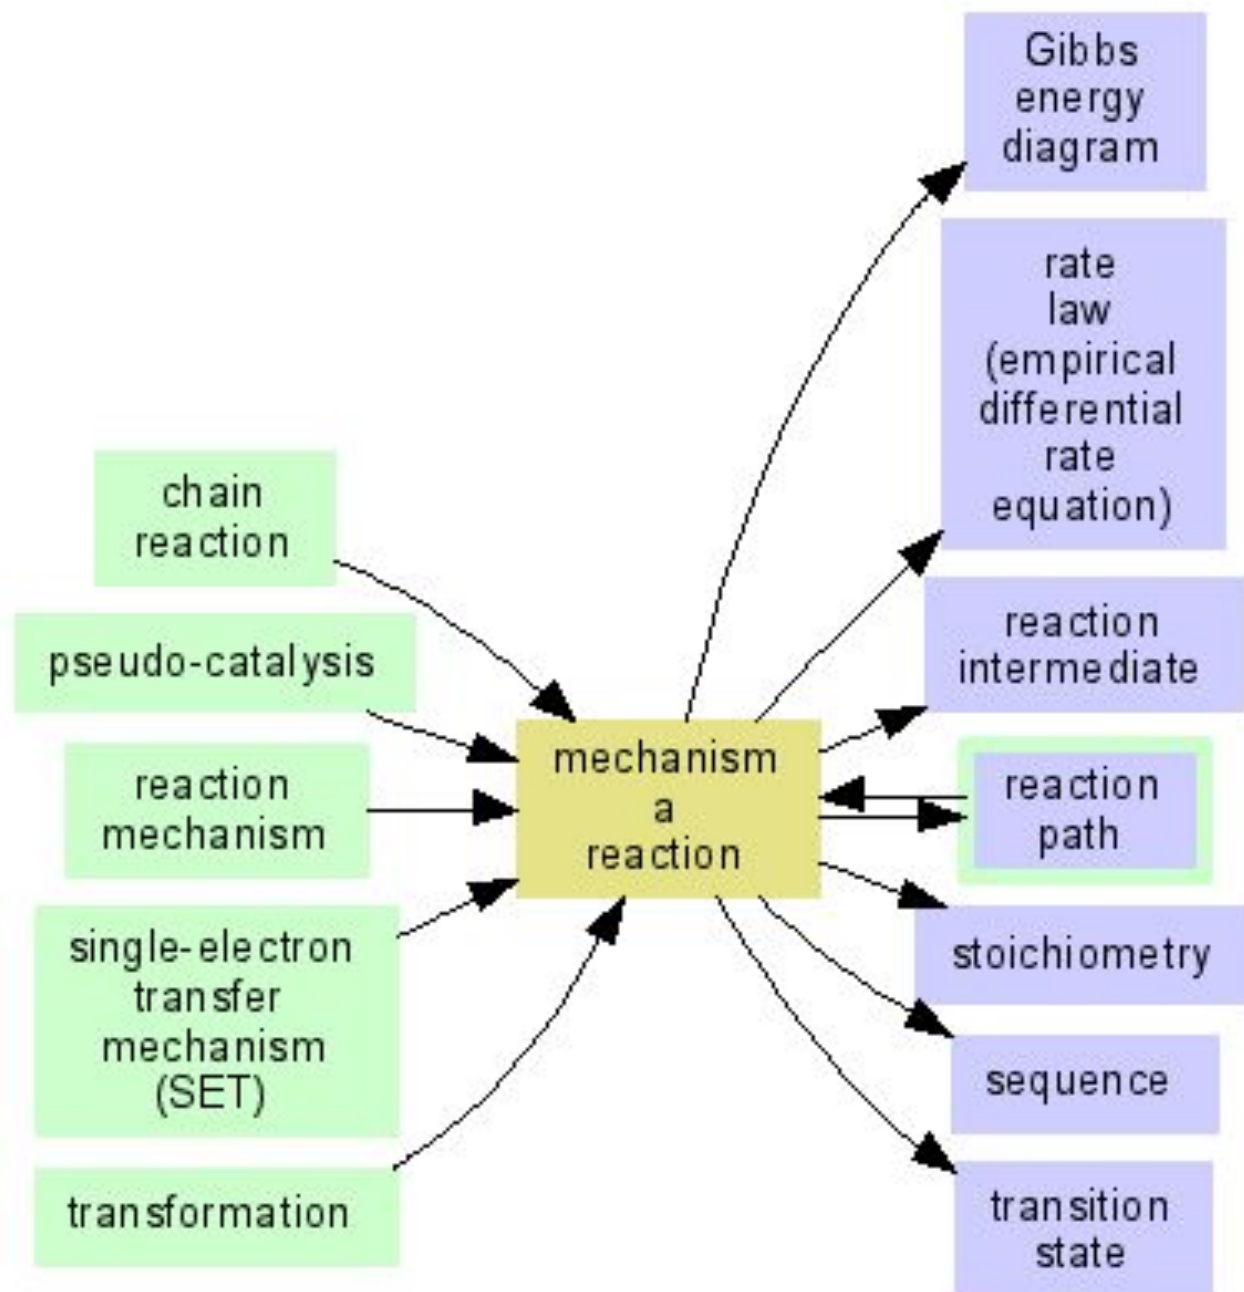 Gibbs
energy
diagram
rate
law
(empirical
differential
rate
equation)
chain
reaction
reaction
intermediate
pseudo-catalysis
mechanism
a
reaction
reaction
mechanism
reaction
path
single-electron
transfer
mechanism
(SET)
stoichiometry
sequence
transformation
transition
state